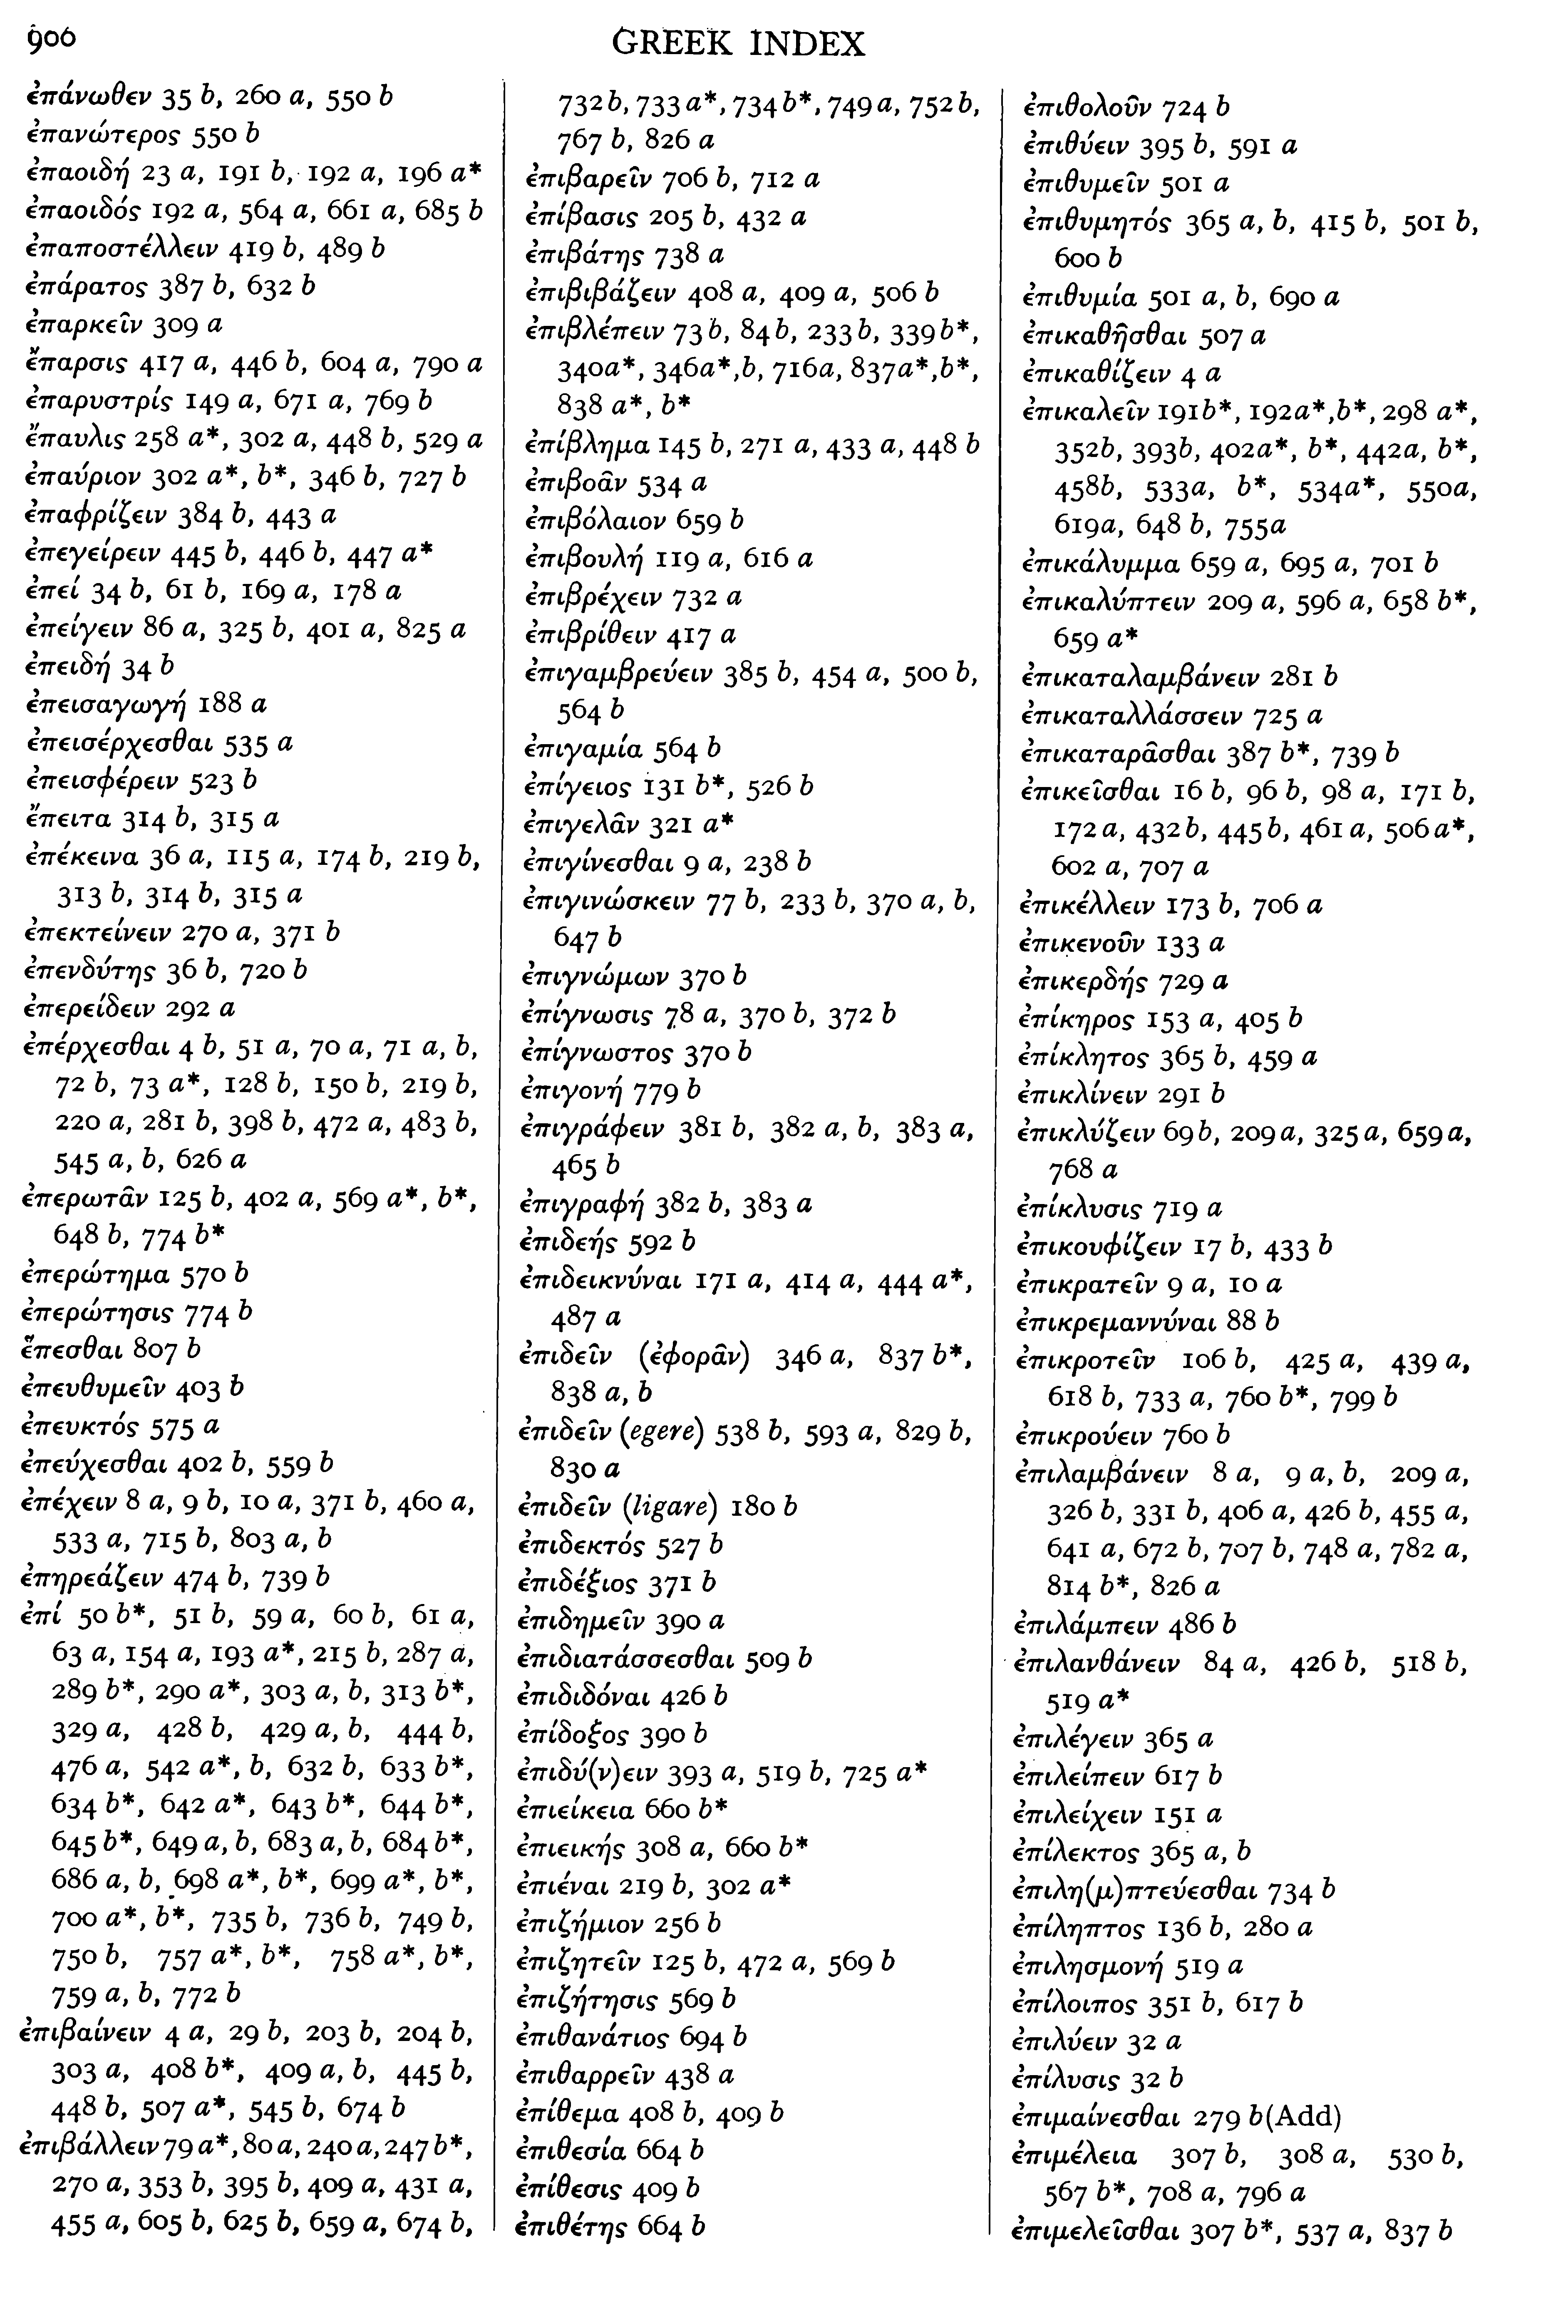 906
GREEK INDEX
ἐπάνωθεν 35 b, 260 a, 550 b
ἐπανώτερος 550 b
ἐπαοιδή 23 a, 191 b, 192 a, 196 a*
ἐπαοιδός 192 a, 564 a, 661 a, 685 b
ἐπαποστέλλειν 419 b, 489 b
ἐπάρατος 387 b, 632 b
ἐπαρκεῖν 309 a
ἔπαρσις 417 a, 446 b, 604 a, 790 a
ἐπαρυστρίς 149 a, 671 a, 769 b
ἔπαυλις 258 a*, 302 a, 448 b, 529 a
ἐπαύριον 302 a*, b*, 346 b, 727 b
ἐπαφρίζειν 384 b, 443 a
ἐπεγείρειν 445 b, 446 b, 447 a*
ἐπεί 34 b, 61 b, 169 a, 178 a
ἐπείγειν 86 a, 325 b, 401 a, 825 a
ἐπειδή 34 b
ἐπεισαγωγή 188 a
ἐπεισέρχεσθαι 535 a
ἐπεισφέρειν 523 b
ἔπειτα 314 b, 315 a
ἐπέκεινα 36 a, 115 a, 174 b, 219 b,
313 b, 314 b, 315 a
ἐπεκτείνειν 270 a, 371 b
ἐπενδύτης 36 b, 720 b
ἐπερείδειν 292 a
ἐπέρχεσθαι 4 b, 51 a, 70 a, 71 a, b,
72 b, 73 a*, 128 b, 150 b, 219 b,
220 a, 281 b, 398 b, 472 a, 483 b,
545 a, b, 626 a
ἐπερωτᾶν 125 b, 402 a, 569 a*, b*,
648 b, 774 b*
ἐπερώτημα 570 b
ἐπερώτησις 774 b
ἕπεσθαι 807 b
ἐπευθυμεῖν 403 b
ἐπευκτός 575 a
ἐπεύχεσθαι 402 b, 559 b
ἐπέχειν 8 a, 9 b, 10 a, 371 b, 460 a,
533 a, 715 b, 803 a, b
ἐπηρεάζειν 474 b, 739 b
ἐπί 50 b*, 51 b, 59 a, 60 b, 61 a,
63 a, 154 a, 193 a*, 215 b, 287 a,
289 b*, 290 a*, 303 a, b, 313 b*,
329 a, 428 b, 429 a, b, 444 b,
476 a, 542 a*, b, 632 b, 633 b*,
634 b*, 642 a*, 643 b*, 644 b*,
645 b*, 649 a, b, 683 a, b, 684 b*,
686 a, b, 698 a*, b*, 699 a*, b*,
700 a*, b*, 735 b, 736 b, 749 b,
750 b, 757 a*, b*, 758 a*, b*,
759 a, b, 772 b
ἐπιβαίνειν 4 a, 29 b, 203 b, 204 b,
303 a, 408 b*, 409 a, b, 445 b,
448 b, 507 a*, 545 b, 674 b
ἐπιβάλλειν 79 a*, 80 a, 240 a, 247 b*,
270 a, 353 b, 395 b, 409 a, 431 a,
455 a, 605 b, 625 b, 659 a, 674 b,
732 b, 733 a*, 734 b*, 749 a, 752 b,
767 b, 826 a
ἐπιβαρεῖν 706 b, 712 a
ἐπίβασις 205 b, 432 a
ἐπιβάτης 738 a
ἐπιβιβάζειν 408 a, 409 a, 506 b
ἐπιβλέπειν 73 b, 84 b, 233 b, 339 b*,
340a*, 346a*,b, 716a, 837a*,b*,
838 a*, b*
ἐπίβλημα 145 b, 271 a, 433 a, 448 b
ἐπιβοᾶν 534 a
ἐπιβόλαιον 659 b
ἐπιβουλή 119 a, 616 a
ἐπιβρέχειν 732 a
ἐπιβρίθειν 417 a
ἐπιγαμβρεύειν 385 b, 454 a, 500 b,
564 b
ἐπιγαμία 564 b
ἐπίγειος 131 b*, 526 b
ἐπιγελᾶν 321 a*
ἐπιγίνεσθαι 9 a, 238 b
ἐπιγινώσκειν 77 b, 233 b, 370 a, b,
647 b
ἐπιγνώμων 370 b
ἐπίγνωσις 78 a, 370 b, 372 b
ἐπίγνωστος 370 b
ἐπιγονή 779 b
ἐπιγράφειν 381 b, 382 a, b, 383 a,
465 b
ἐπιγραφή 382 b, 383 a
ἐπιδεής 592 b
ἐπιδεικνύναι 171 a, 414 a, 444 a*,
487 a
ἐπιδεῖν (ἐφορᾶν) 346 a, 837 b*,
838 a, b
ἐπιδεῖν (egere) 538 b, 593 a, 829 b,
830 a
ἐπιδεῖν (ligare) 180 b
ἐπιδεκτός 527 b
ἐπιδέξιος 371 b
ἐπιδημεῖν 390 a
ἐπιδιατάσσεσθαι 509 b
ἐπιδιδόναι 426 b
ἐπίδοξος 390 b
ἐπιδύ(ν)ειν 393 a, 519 b, 725 a*
ἐπιείκεια 660 b*
ἐπιεικής 308 a, 660 b*
ἐπιέναι 219 b, 302 a*
ἐπιζήμιον 256 b
ἐπιζητεῖν 125 b, 472 a, 569 b
ἐπιζήτησις 569 b
ἐπιθανάτιος 694 b
ἐπιθαρρεῖν 438 a
ἐπίθεμα 408 b, 409 b
ἐπιθεσία 664 b
ἐπίθεσις 409 b
ἐπιθέτης 664 b
ἐπιθολοῦν 724 b
ἐπιθύειν 395 b, 591 a
ἐπιθυμεῖν 501 a
ἐπιθυμητός 365 a, b, 415 b, 501 b,
600 b
ἐπιθυμία 501 a, b, 690 a
ἐπικαθῆσθαι 507 a
ἐπικαθίζειν 4 a
ἐπικαλεῖν 191b*, 192a*,b*, 298 a*,
352b, 393b, 402a*, b*, 442a, b*,
458b, 533a, b*, 534a*, 550a,
619a, 648 b, 755a
ἐπικάλυμμα 659 a, 695 a, 701 b
ἐπικαλύπτειν 209 a, 596 a, 658 b*,
659 a*
ἐπικαταλαμβάνειν 281 b
ἐπικαταλλάσσειν 725 a
ἐπικαταρᾶσθαι 387 b*, 739 b
ἐπικεῖσθαι 16 b, 96 b, 98 a, 171 b,
172 a, 432 b, 445 b, 461 a, 506 a*,
602 a, 707 a
ἐπικέλλειν 173 b, 706 a
ἐπικενοῦν 133 a
ἐπικερδής 729 a
ἐπίκηρος 153 a, 405 b
ἐπίκλητος 365 b, 459 a
ἐπικλίνειν 291 b
ἐπικλύζειν 69 b, 209 a, 325 a, 659 a,
768 a
ἐπίκλυσις 719 a
ἐπικουφίζειν 17 b, 433 b
ἐπικρατεῖν 9 a, 10 a
ἐπικρεμαννύναι 88 b
ἐπικροτεῖν 106 b, 425 a, 439 a,
618 b, 733 a, 760 b*, 799 b
ἐπικρούειν 760 b
ἐπιλαμβάνειν 8 a, 9 a, b, 209 a,
326 b, 331 b, 406 a, 426 b, 455 a,
641 a, 672 b, 707 b, 748 a, 782 a,
814 b*, 826 a
ἐπιλάμπειν 486 b
ἐπιλανθάνειν 84 a, 426 b, 518 b,
519 a*
ἐπιλέγειν 365 a
ἐπιλείπειν 617 b
ἐπιλείχειν 151 a
ἐπίλεκτος 365 a, b
ἐπιλη(μ)πτεύεσθαι 734 b
ἐπίληπτος 136 b, 280 a
ἐπιλησμονή 519 a
ἐπίλοιπος 351 b, 617 b
ἐπιλύειν 32 a
ἐπίλυσις 32 b
ἐπιμαίνεσθαι 279 b(Add)
ἐπιμέλεια 307 b, 308 a, 530 b,
567 b*, 708 a, 796 a
ἐπιμελεῖσθαι 307 b*, 537 a, 837 b